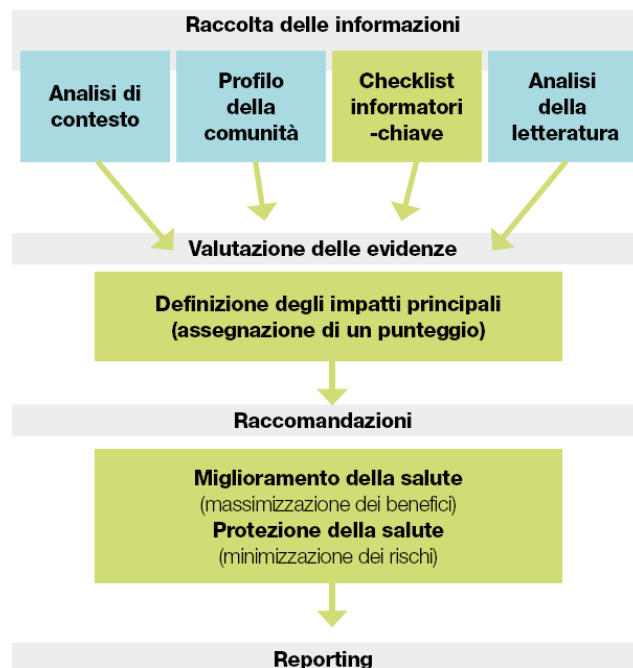 Raccolta delle informazioni
Analisi di
contesto
Profilo
della
comunità
Checklist
informatori
-chiave
Analisi
della
letteratura
Valutazione delle evidenze
Definizione degli impatti principali
(assegnazione di un punteggio)
Raccomandazioni
Miglioramento della salute
(massimizzazione dei benefici)
Protezione della salute
(minimizzazione dei rischi)
Reporting